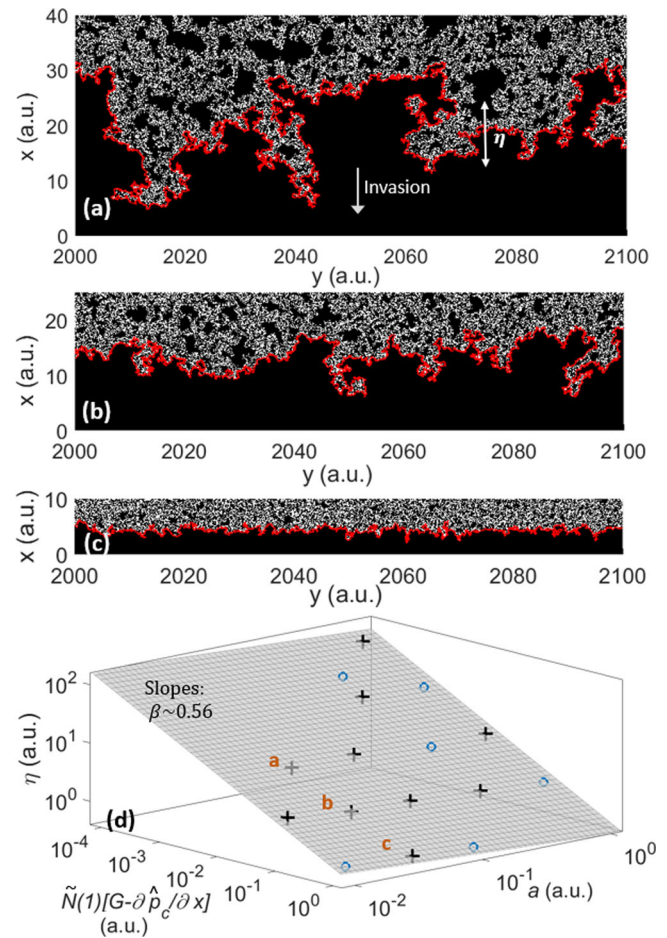 40
30
20
10
0
x (a.u.)
η
Invasion
(a)
2000 2020 2040 2060 2080 2100
y (a.u.)
20
10
0
x (a.u.)
(b)
2000 2020 2040 2060 2080 2100
y (a.u.)
10
5
0
x (a.u.)
(c)
2000 2020 2040 2060 2080 2100
y (a.u.)
10²
10¹
10⁰
η (a.u.)
Slopes:
β~0.56
a
b
c
(d)
10⁻⁴
10⁻³
10⁻²
10⁻¹
10⁰
10⁻²
10⁻¹
10⁰
Ñ(1)[G-∂ p̂_c/∂ x]
(a.u.)
a (a.u.)